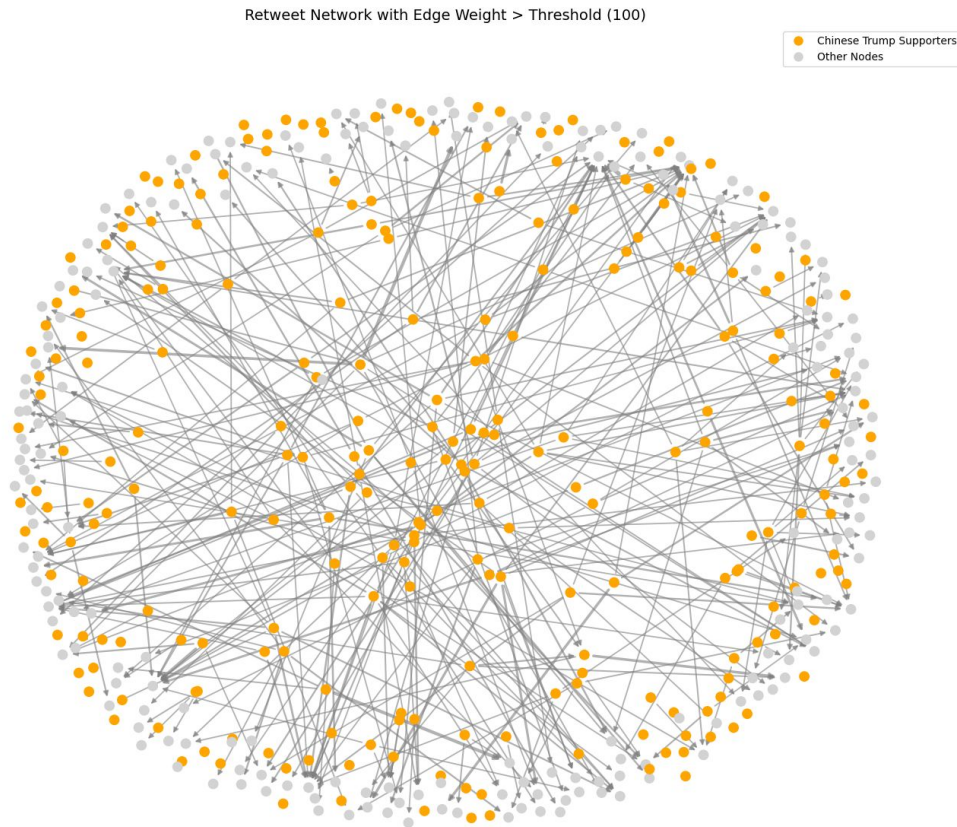 Retweet Network with Edge Weight > Threshold (100)
Chinese Trump Supporters
Other Nodes